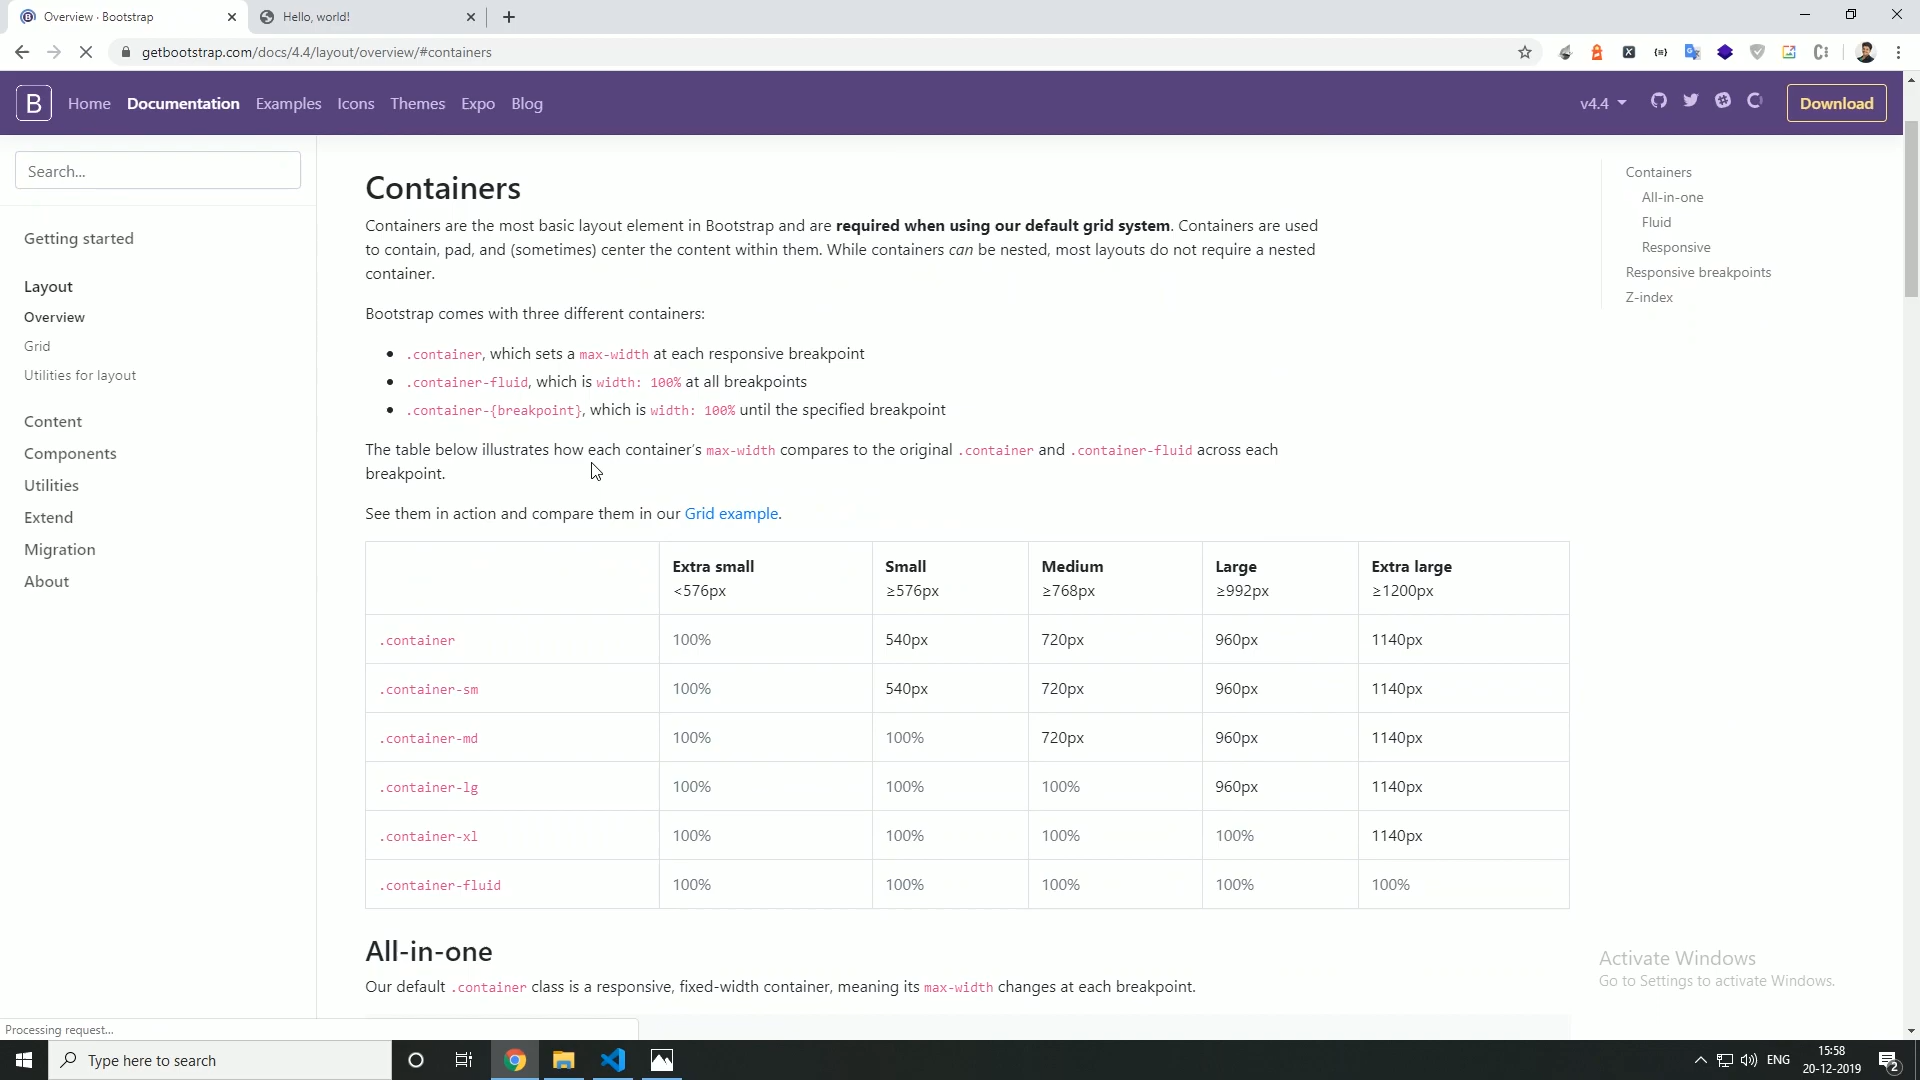 Overview · Bootstrap
Hello, world!
getbootstrap.com/docs/4.4/layout/overview/#containers
B
Home
Documentation
Examples
Icons
Themes
Expo
Blog
v4.4
Download
Search...
Getting started
Layout
Overview
Grid
Utilities for layout
Content
Components
Utilities
Extend
Migration
About
Containers
Containers are the most basic layout element in Bootstrap and are required when using our default grid system. Containers are used
to contain, pad, and (sometimes) center the content within them. While containers can be nested, most layouts do not require a nested
container.
Bootstrap comes with three different containers:
• .container, which sets a max-width at each responsive breakpoint
• .container-fluid, which is width: 100% at all breakpoints
• .container-{breakpoint}, which is width: 100% until the specified breakpoint
The table below illustrates how each container's max-width compares to the original .container and .container-fluid across each
breakpoint.
See them in action and compare them in our Grid example.
Extra small Small Medium Large Extra large
<576px ≥576px ≥768px ≥992px ≥1200px
.container 100% 540px 720px 960px 1140px
.container-sm 100% 540px 720px 960px 1140px
.container-md 100% 100% 720px 960px 1140px
.container-lg 100% 100% 100% 960px 1140px
.container-xl 100% 100% 100% 100% 1140px
.container-fluid 100% 100% 100% 100% 100%
All-in-one
Our default .container class is a responsive, fixed-width container, meaning its max-width changes at each breakpoint.
Containers
All-in-one
Fluid
Responsive
Responsive breakpoints
Z-index
Activate Windows
Go to Settings to activate Windows.
Processing request...
Type here to search
ENG
15:58
20-12-2019
2